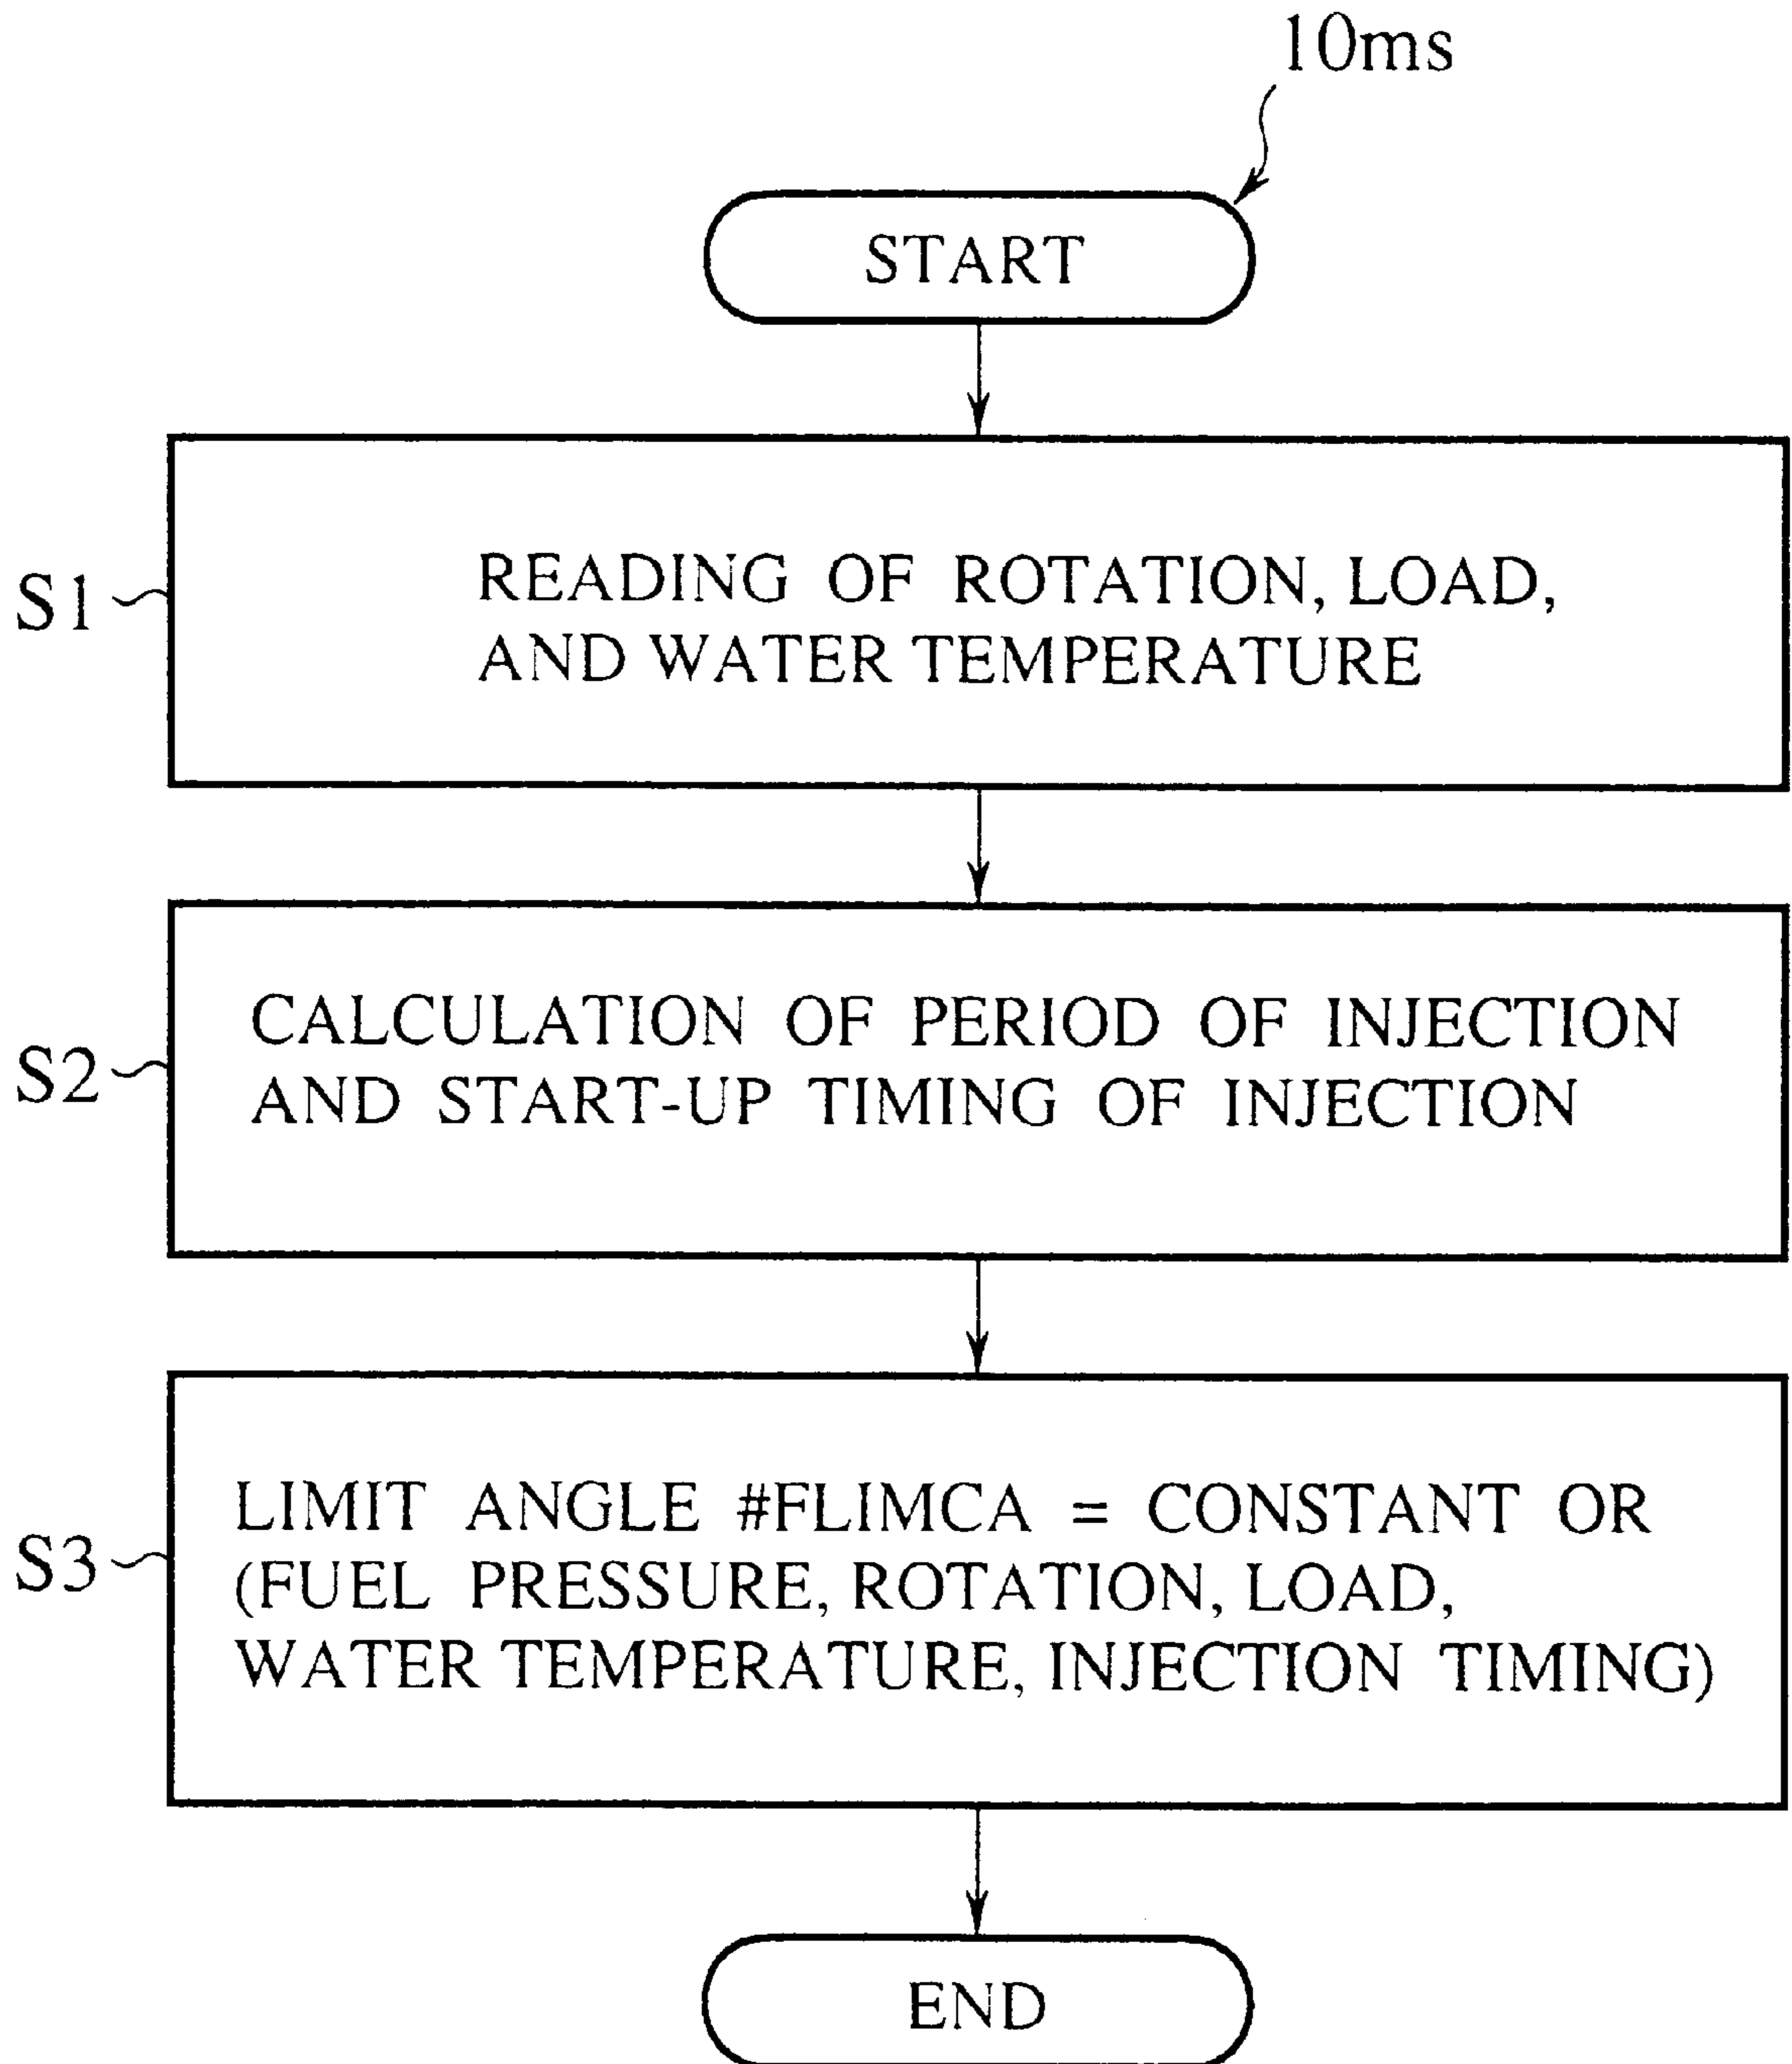 10ms
START
S1
READING OF ROTATION, LOAD,
AND WATER TEMPERATURE
S2
CALCULATION OF PERIOD OF INJECTION
AND START-UP TIMING OF INJECTION
S3
LIMIT ANGLE #FLIMCA = CONSTANT OR
(FUEL PRESSURE, ROTATION, LOAD,
WATER TEMPERATURE, INJECTION TIMING)
END